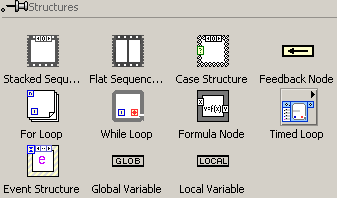 Structures
Stacked Sequ... Flat Sequenc... Case Structure Feedback Node
For Loop While Loop Formula Node Timed Loop
GLOB LOCAL
Event Structure Global Variable Local Variable